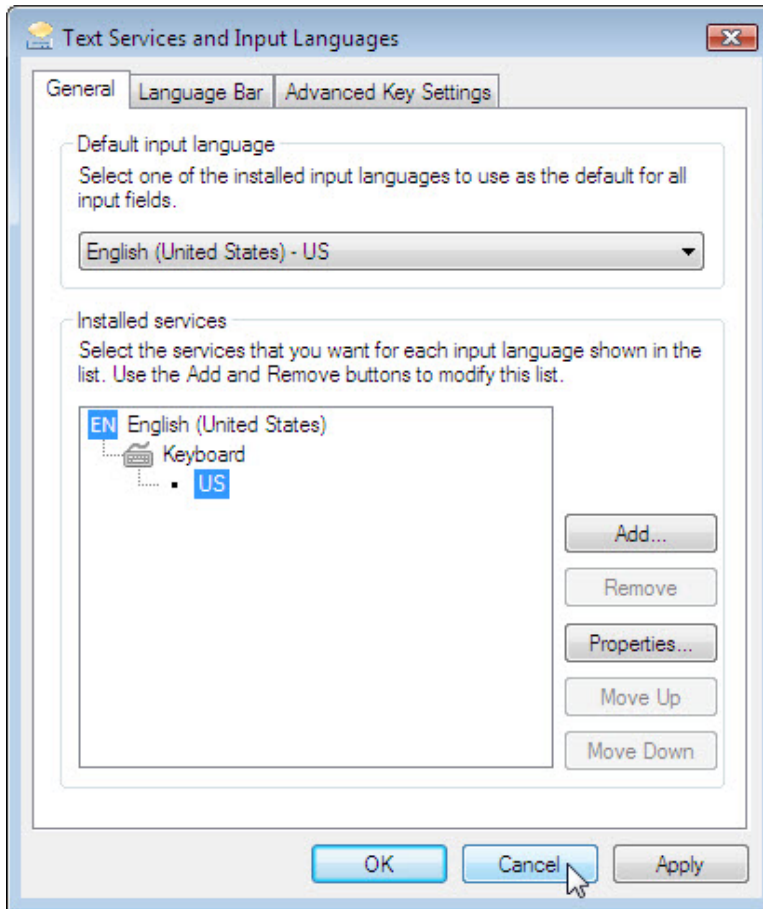 Text Services and Input Languages
General
Language Bar
Advanced Key Settings
Default input language
Select one of the installed input languages to use as the default for all
input fields.
English (United States) - US
Installed services
Select the services that you want for each input language shown in the
list. Use the Add and Remove buttons to modify this list.
EN English (United States)
Keyboard
US
Add...
Remove
Properties...
Move Up
Move Down
OK
Cancel
Apply